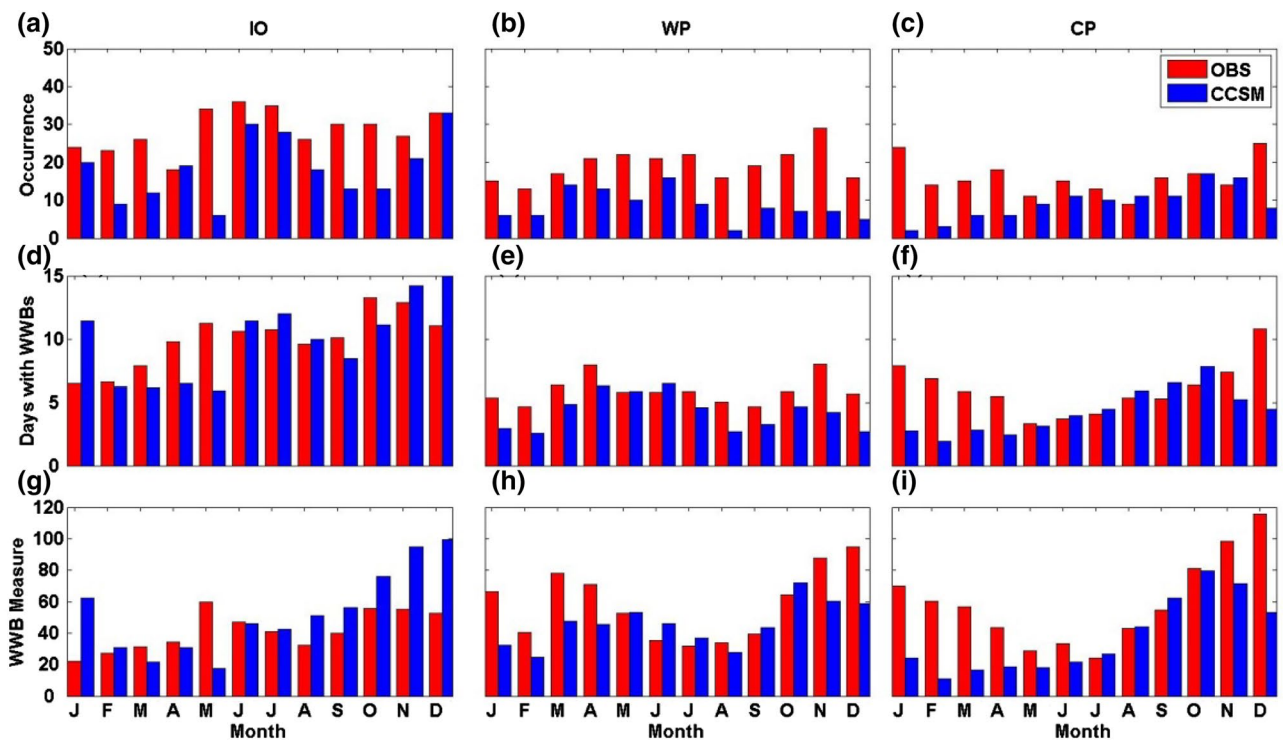 (a) IO
(b) WP
(c) CP
OBS
CCSM
Occurrence
50
40
30
20
10
0
(d)
(e)
(f)
Days with WWBs
15
10
5
0
(g)
(h)
(i)
WWB Measure
120
100
80
60
40
20
0
J F M A M J J A S O N D
J F M A M J J A S O N D
J F M A M J J A S O N D
Month
Month
Month